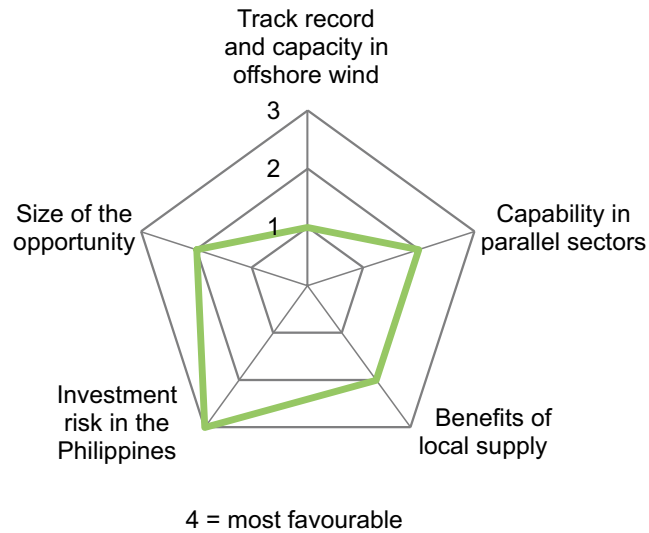 Track record
and capacity in
offshore wind
3
2
1
Size of the
opportunity
Capability in
parallel sectors
Investment
risk in the
Philippines
Benefits of
local supply
4 = most favourable